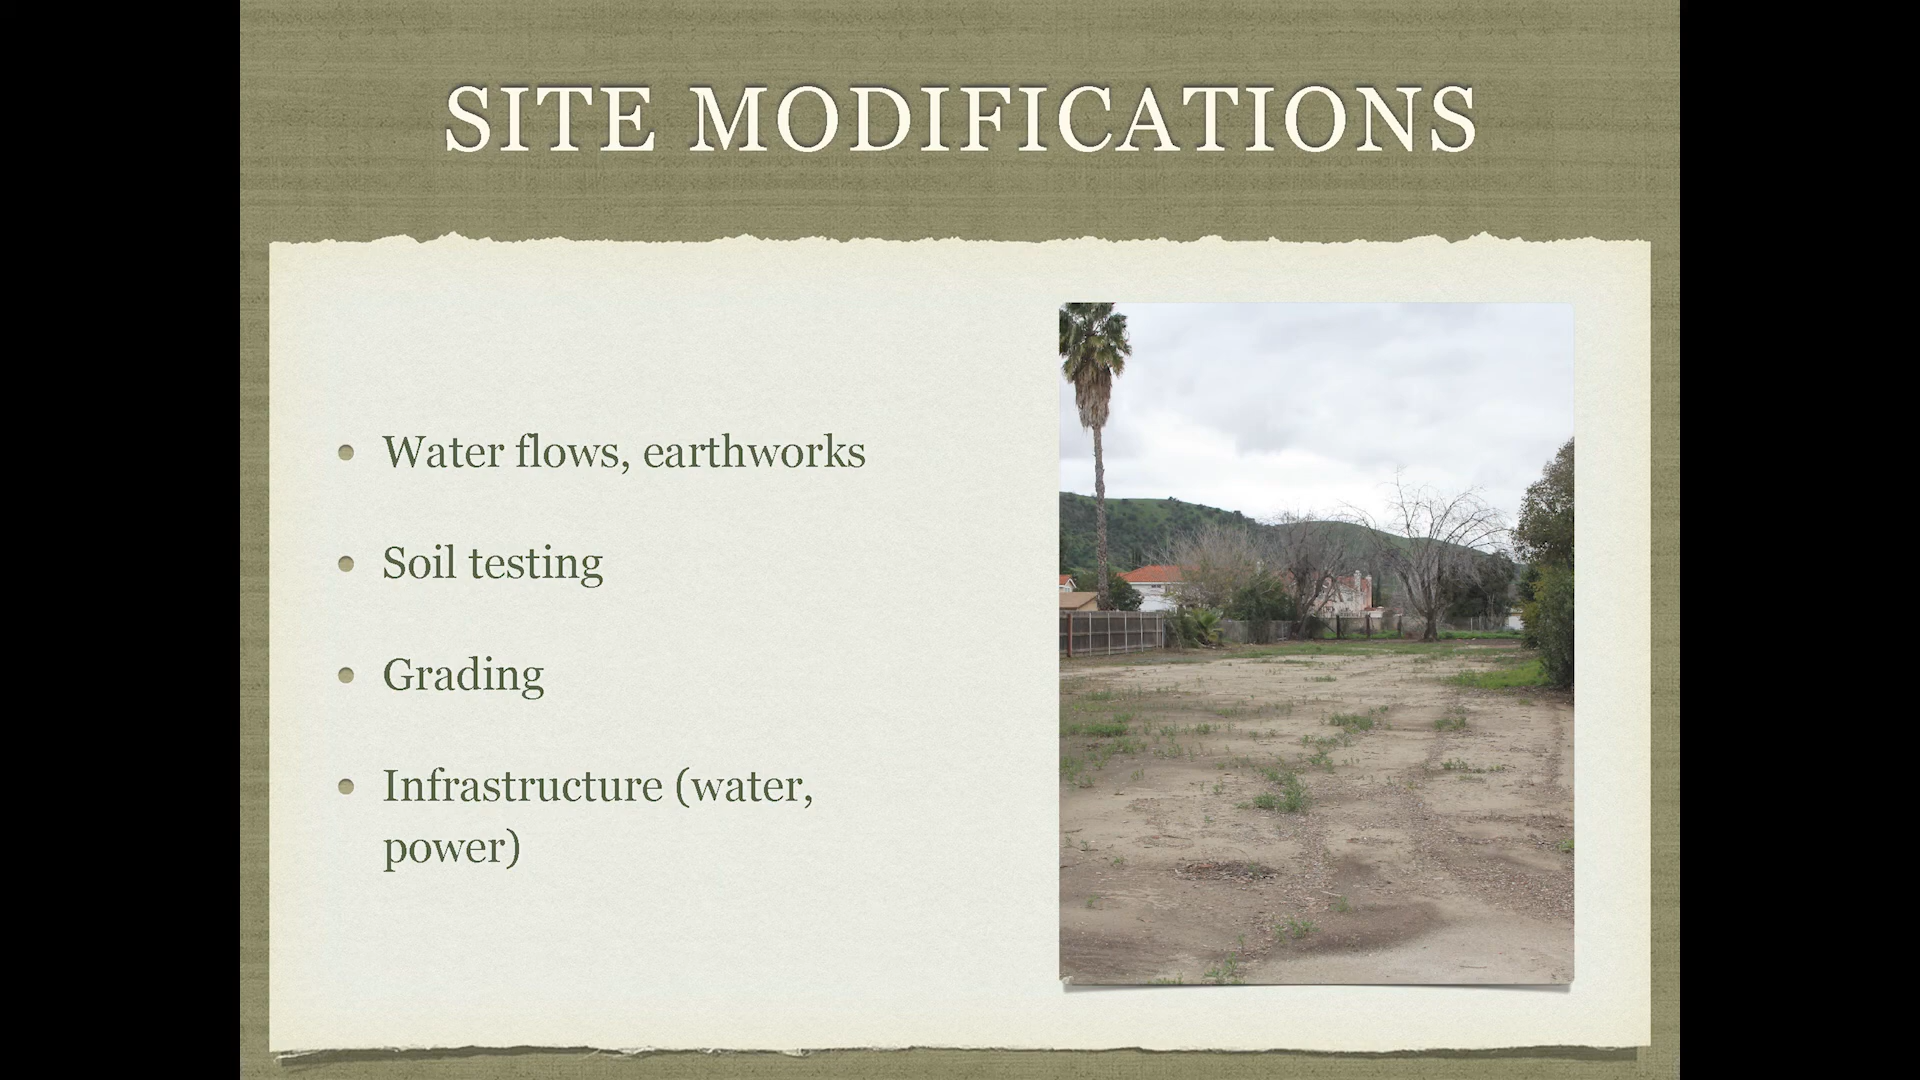 SITE MODIFICATIONS
• Water flows, earthworks
• Soil testing
• Grading
• Infrastructure (water,
power)